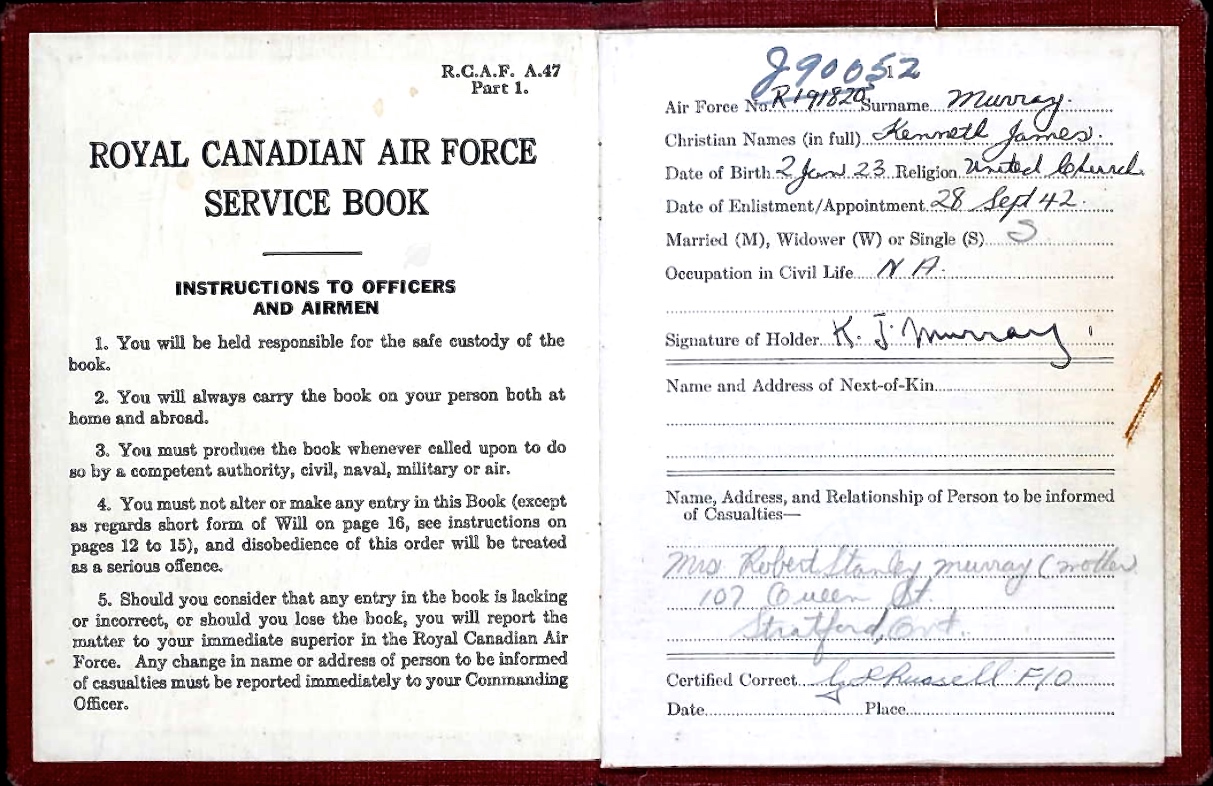 R.C.A.F. A.47
Part 1.
ROYAL CANADIAN AIR FORCE
SERVICE BOOK
INSTRUCTIONS TO OFFICERS
AND AIRMEN
1. You will be held responsible for the safe custody of the
book.
2. You will always carry the book on your person both at
home and abroad.
3. You must produce the book whenever called upon to do
so by a competent authority, civil, naval, military or air.
4. You must not alter or make any entry in this Book (except
as regards short form of Will on page 16, see instructions on
pages 12 to 15), and disobedience of this order will be treated
as a serious offence.
5. Should you consider that any entry in the book is lacking
or incorrect, or should you lose the book, you will report the
matter to your immediate superior in the Royal Canadian Air
Force. Any change in name or address of person to be informed
of casualties must be reported immediately to your Commanding
Officer.
J90052
Air Force No. R191820 Surname Murray.
Christian Names (in full) Kenneth James.
Date of Birth 2 Jan 23 Religion United Church
Date of Enlistment/Appointment 28 Sept 42.
Married (M), Widower (W) or Single (S) S
Occupation in Civil Life N A.
Signature of Holder K. J. Murray
Name and Address of Next-of-Kin
Name, Address, and Relationship of Person to be informed
of Casualties—
Mrs Robert Stanley Murray (mother
107 Queen St.
Stratford, Ont.
Certified Correct Russell F/O
Date Place